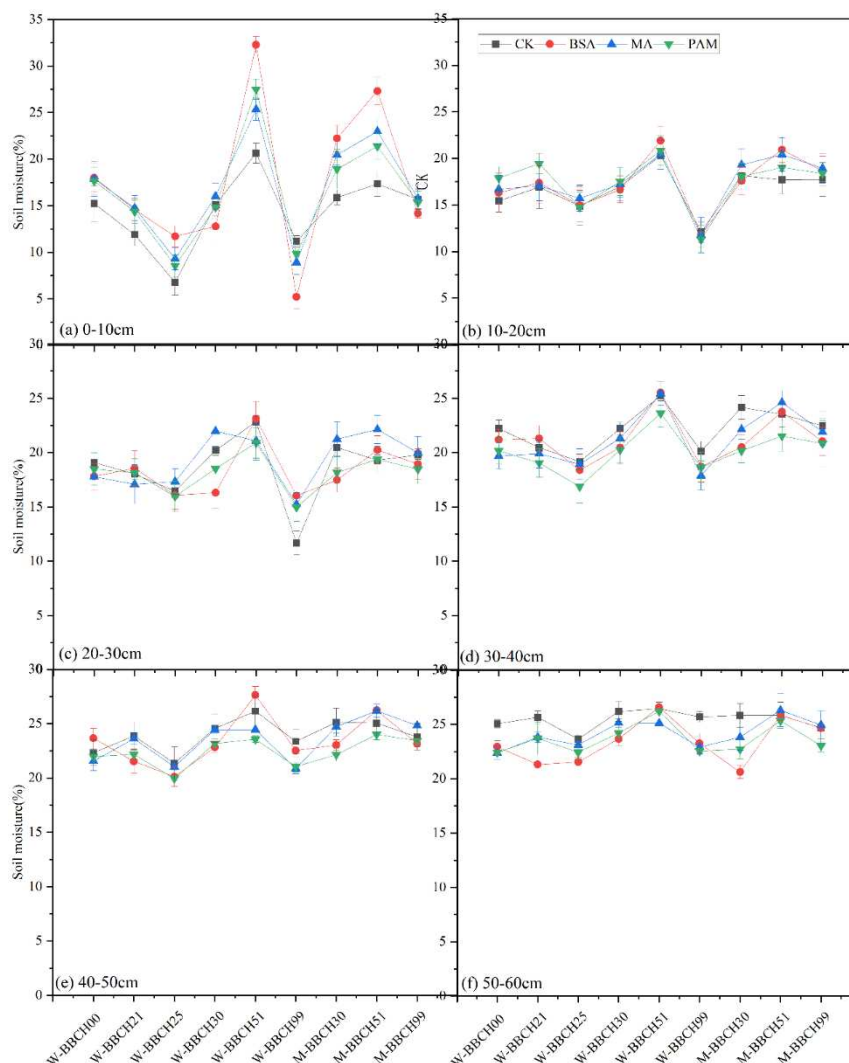 35
30
25
20
15
10
5
Soil moisturc(%)
(a) 0-10cm
CK
35
30
25
20
15
10
5
CK BSA MA PAM
(b) 10-20cm
30
25
20
15
10
5
(c) 20-30cm
30
25
20
15
10
5
(d) 30-40cm
30
25
20
15
10
5
0
Soil moisture(%)
(e) 40-50cm
30
25
20
15
10
5
0
(f) 50-60cm
W-BBCH00
W-BBCH21
W-BBCH25
W-BBCH30
W-BBCH51
W-BBCH99
M-BBCH30
M-BBCH51
M-BBCH99
W-BBCH00
W-BBCH21
W-BBCH25
W-BBCH30
W-BBCH51
W-BBCH99
M-BBCH30
M-BBCH51
M-BBCH99